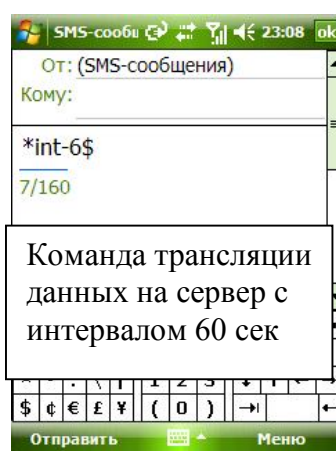 SMS-сообц 23:08 ok
От: (SMS-сообщения)
Кому:
*int-6$
7/160
Команда трансляции
данных на сервер с
интервалом 60 сек
$ ¢ € £ ¥ ( 0 )
Отправить Меню